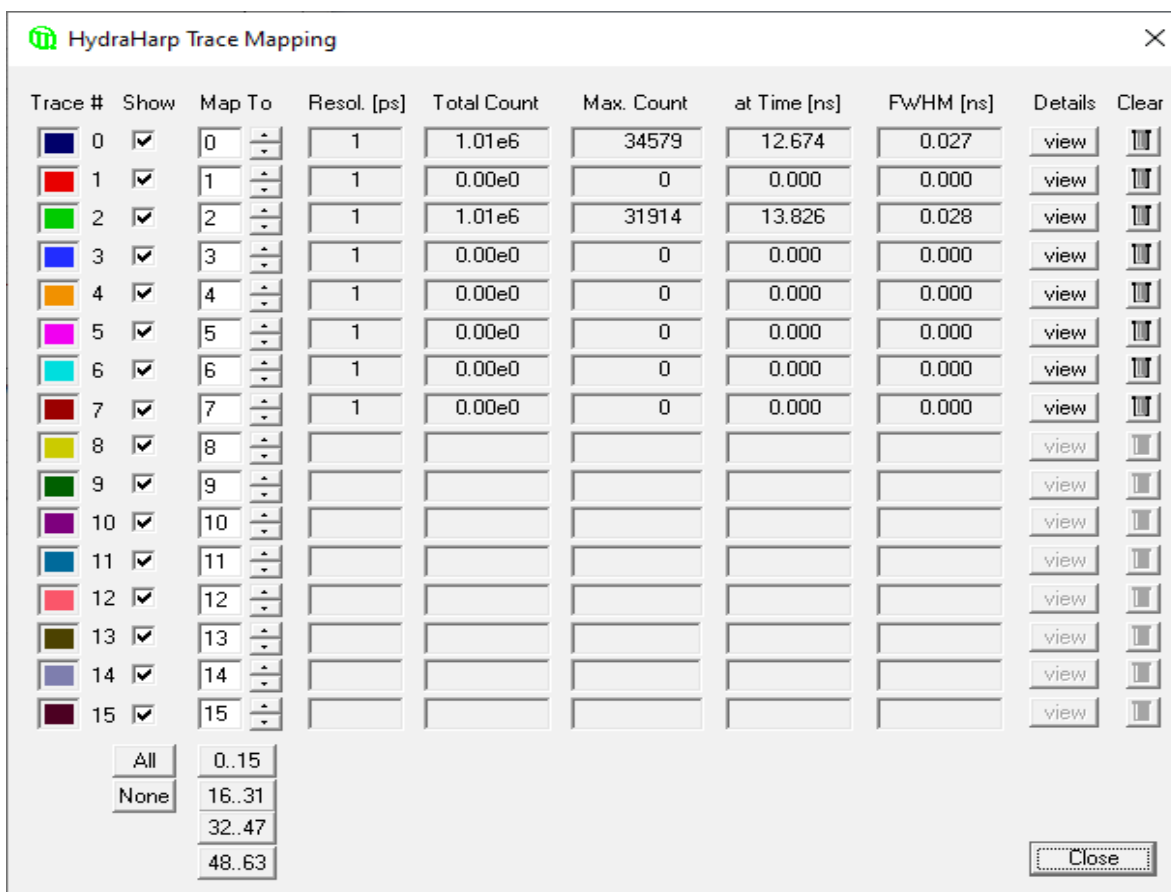 HydraHarp Trace Mapping
Trace # Show Map To Resol. [ps] Total Count Max. Count at Time [ns] FWHM [ns] Details Clear
0 0 1 1.01e6 34579 12.674 0.027 view
1 1 1 0.00e0 0 0.000 0.000 view
2 2 1 1.01e6 31914 13.826 0.028 view
3 3 1 0.00e0 0 0.000 0.000 view
4 4 1 0.00e0 0 0.000 0.000 view
5 5 1 0.00e0 0 0.000 0.000 view
6 6 1 0.00e0 0 0.000 0.000 view
7 7 1 0.00e0 0 0.000 0.000 view
8 8 view
9 9 view
10 10 view
11 11 view
12 12 view
13 13 view
14 14 view
15 15 view
All 0..15
None 16..31
32..47
48..63
Close